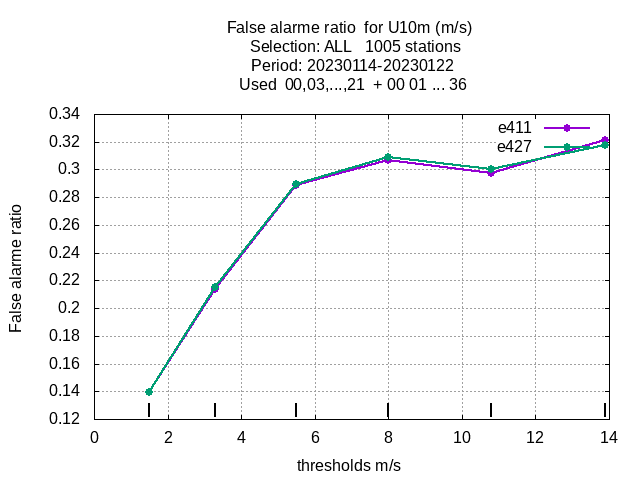 False alarme ratio  for U10m (m/s)
Selection: ALL   1005 stations
Period: 20230114-20230122
Used  00,03,...,21  + 00 01 ... 36
e411
e427
0.34
0.32
0.3
0.28
0.26
0.24
0.22
0.2
0.18
0.16
0.14
0.12
False alarme ratio
0 2 4 6 8 10 12 14
thresholds m/s